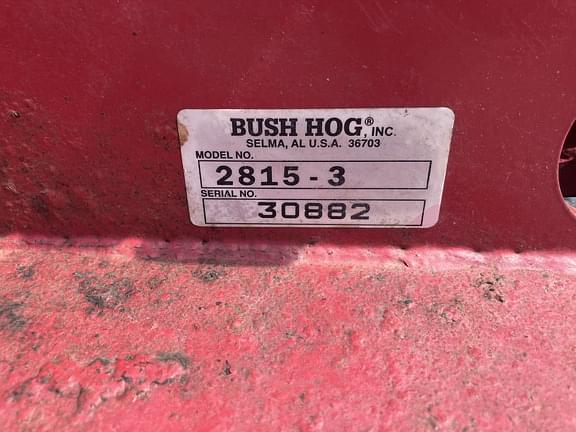 BUSH HOG®, INC.
SELMA, AL U.S.A. 36703
MODEL NO.
2815-3
SERIAL NO.
30882